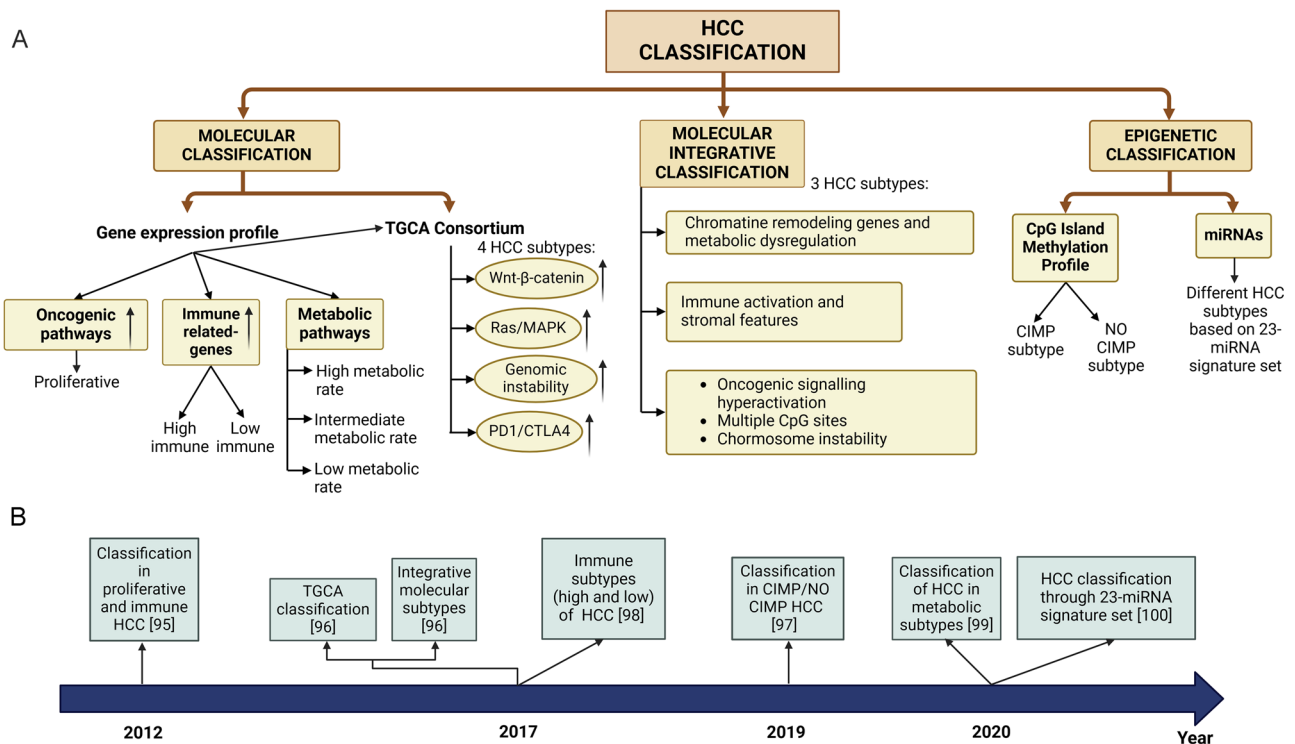 A
HCC
CLASSIFICATION
MOLECULAR
CLASSIFICATION
MOLECULAR
INTEGRATIVE
CLASSIFICATION
EPIGENETIC
CLASSIFICATION
Gene expression profile
TGCA Consortium
4 HCC subtypes:
Oncogenic
pathways
Proliferative
Immune
related-
genes
High
immune
Low
immune
Metabolic
pathways
High metabolic
rate
Intermediate
metabolic rate
Low metabolic
rate
Wnt-β-catenin
Ras/MAPK
Genomic
instability
PD1/CTLA4
3 HCC subtypes:
Chromatine remodeling genes and
metabolic dysregulation
Immune activation and
stromal features
• Oncogenic signalling
hyperactivation
• Multiple CpG sites
• Chormosome instability
CpG Island
Methylation
Profile
CIMP
subtype
NO
CIMP
subtype
miRNAs
Different HCC
subtypes
based on 23-
miRNA
signature set
B
Classification
in
proliferative
and immune
HCC [95]
TGCA
classification
[96]
Integrative
molecular
subtypes
[96]
Immune
subtypes
(high and low)
of HCC [98]
Classification
in CIMP/NO
CIMP HCC
[97]
Classification
of HCC in
metabolic
subtypes [99]
HCC classification
through 23-miRNA
signature set [100]
2012
2017
2019
2020
Year